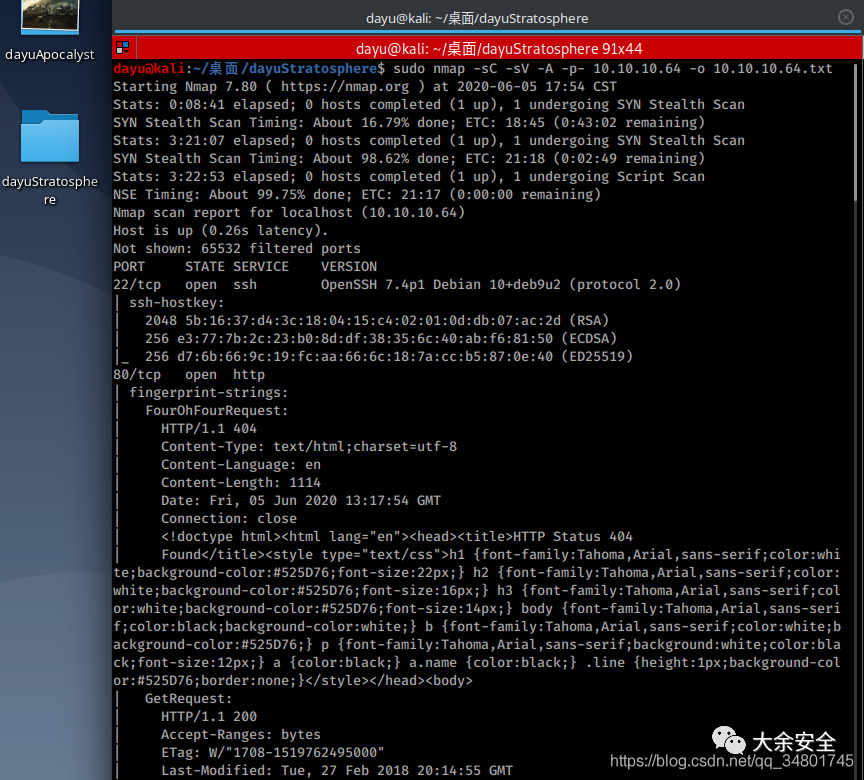 dayuApocalyst
dayuStratosphe
re
dayu@kali: ~/桌面/dayuStratosphere
dayu@kali: ~/桌面/dayuStratosphere 91x44
dayu@kali:~/桌面/dayuStratosphere$ sudo nmap -sC -sV -A -p- 10.10.10.64 -o 10.10.10.64.txt
Starting Nmap 7.80 ( https://nmap.org ) at 2020-06-05 17:54 CST
Stats: 0:08:41 elapsed; 0 hosts completed (1 up), 1 undergoing SYN Stealth Scan
SYN Stealth Scan Timing: About 16.79% done; ETC: 18:45 (0:43:02 remaining)
Stats: 3:21:07 elapsed; 0 hosts completed (1 up), 1 undergoing SYN Stealth Scan
SYN Stealth Scan Timing: About 98.62% done; ETC: 21:18 (0:02:49 remaining)
Stats: 3:22:53 elapsed; 0 hosts completed (1 up), 1 undergoing Script Scan
NSE Timing: About 99.75% done; ETC: 21:17 (0:00:00 remaining)
Nmap scan report for localhost (10.10.10.64)
Host is up (0.26s latency).
Not shown: 65532 filtered ports
PORT     STATE SERVICE    VERSION
22/tcp   open  ssh        OpenSSH 7.4p1 Debian 10+deb9u2 (protocol 2.0)
| ssh-hostkey:
|   2048 5b:16:37:d4:3c:18:04:15:c4:02:01:0d:db:07:ac:2d (RSA)
|   256 e3:77:7b:2c:23:b0:8d:df:38:35:6c:40:ab:f6:81:50 (ECDSA)
|_  256 d7:6b:66:9c:19:fc:aa:66:6c:18:7a:cc:b5:87:0e:40 (ED25519)
80/tcp   open  http
| fingerprint-strings:
|   FourOhFourRequest:
|     HTTP/1.1 404
|     Content-Type: text/html;charset=utf-8
|     Content-Language: en
|     Content-Length: 1114
|     Date: Fri, 05 Jun 2020 13:17:54 GMT
|     Connection: close
|     <!doctype html><html lang="en"><head><title>HTTP Status 404
|     Found</title><style type="text/css">h1 {font-family:Tahoma,Arial,sans-serif;color:whi
te;background-color:#525D76;font-size:22px;} h2 {font-family:Tahoma,Arial,sans-serif;color:
white;background-color:#525D76;font-size:16px;} h3 {font-family:Tahoma,Arial,sans-serif;col
or:white;background-color:#525D76;font-size:14px;} body {font-family:Tahoma,Arial,sans-seri
f;color:black;background-color:white;} b {font-family:Tahoma,Arial,sans-serif;color:white;b
ackground-color:#525D76;} p {font-family:Tahoma,Arial,sans-serif;background:white;color:bla
ck;font-size:12px;} a {color:black;} a.name {color:black;} .line {height:1px;background-col
or:#525D76;border:none;}</style></head><body>
|   GetRequest:
|     HTTP/1.1 200
|     Accept-Ranges: bytes
|     ETag: W/"1708-1519762495000"
|     Last-Modified: Tue, 27 Feb 2018 20:14:55 GMT
大余安全
https://blog.csdn.net/qq_34801745